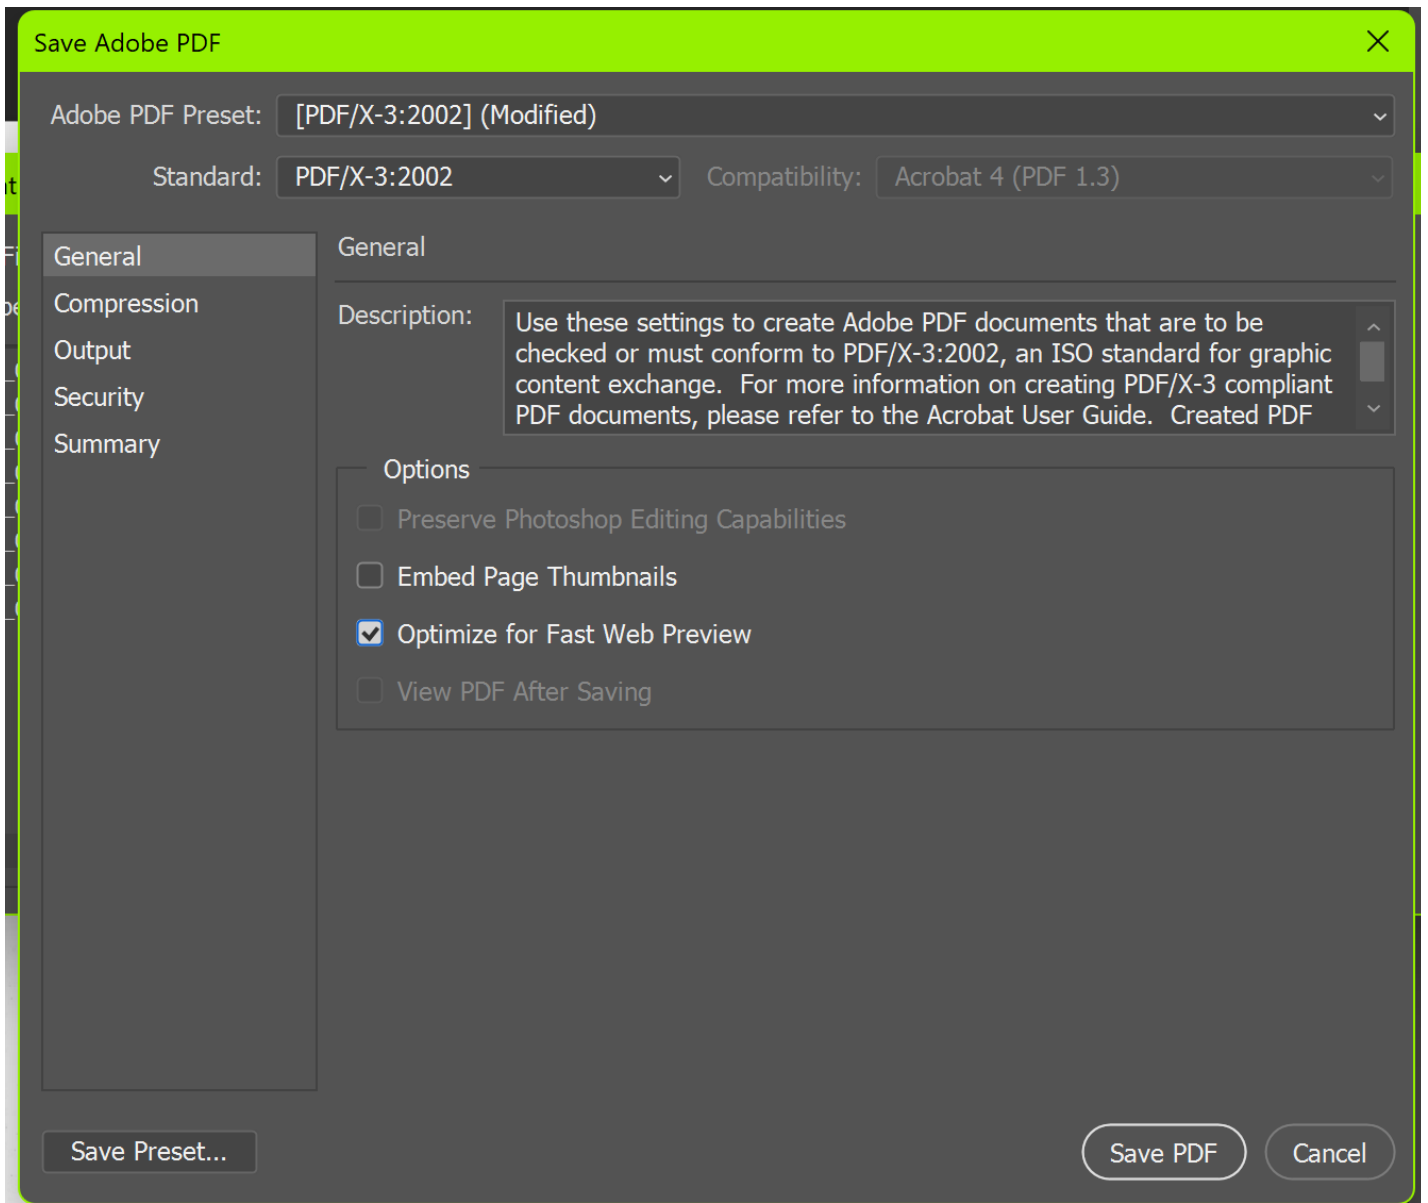 Save Adobe PDF
Adobe PDF Preset: [PDF/X-3:2002] (Modified)
Standard: PDF/X-3:2002 Compatibility: Acrobat 4 (PDF 1.3)
General
Compression
Output
Security
Summary
General
Description: Use these settings to create Adobe PDF documents that are to be
checked or must conform to PDF/X-3:2002, an ISO standard for graphic
content exchange.  For more information on creating PDF/X-3 compliant
PDF documents, please refer to the Acrobat User Guide.  Created PDF
Options
Preserve Photoshop Editing Capabilities
Embed Page Thumbnails
Optimize for Fast Web Preview
View PDF After Saving
Save Preset...
Save PDF
Cancel